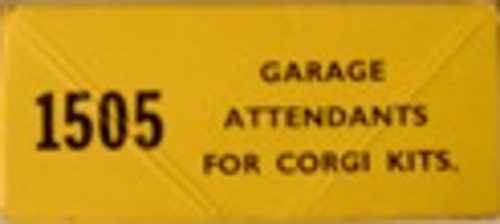 1505
GARAGE
ATTENDANTS
FOR CORGI KITS.